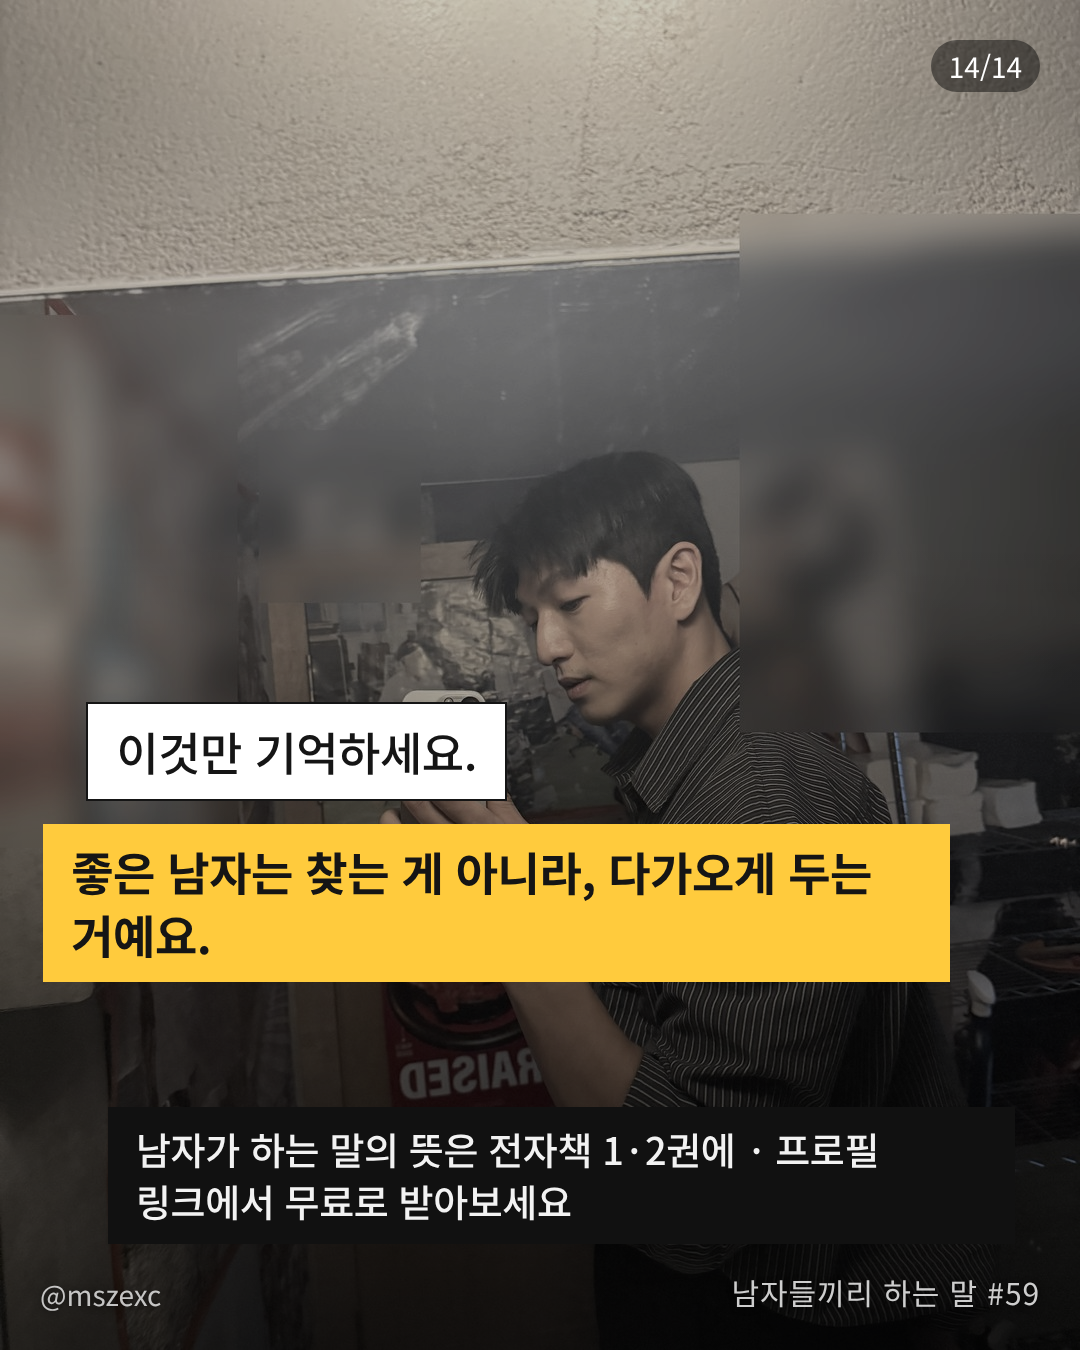 14/14
이것만 기억하세요.
좋은 남자는 찾는 게 아니라, 다가오게 두는
거예요.
RAISED
남자가 하는 말의 뜻은 전자책 1·2권에 · 프로필
링크에서 무료로 받아보세요
@mszexc
남자들끼리 하는 말 #59